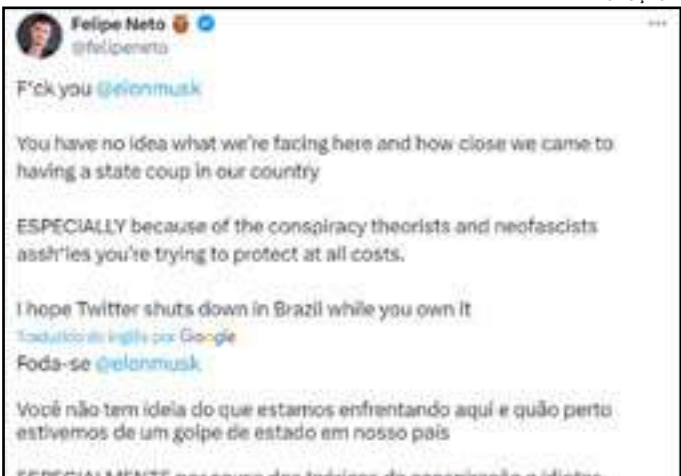 Felipe Neto
@felipeneto
F*ck you @elonmusk
You have no idea what we're facing here and how close we came to
having a state coup in our country
ESPECIALLY because of the conspiracy theorists and neofascists
assh*les you're trying to protect at all costs.
I hope Twitter shuts down in Brazil while you own it
Traduzido do inglês por Google
Foda-se @elonmusk
Você não tem ideia do que estamos enfrentando aqui e quão perto
estivemos de um golpe de estado em nosso país